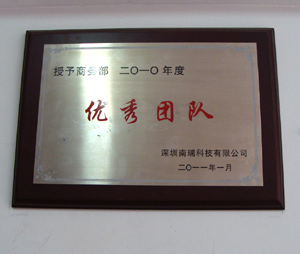 授予商务部 二〇一〇年度
优秀团队
深圳南瑞科技有限公司
二〇一一年一月